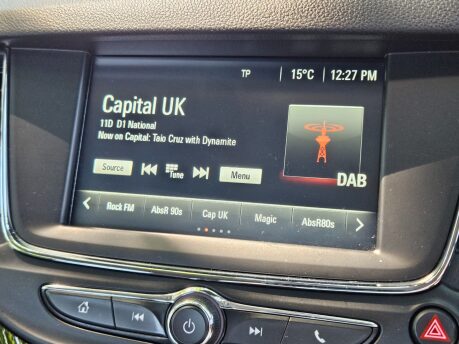 TP 15°C 12:27 PM
Capital UK
11D D1 National
Now on Capital: Taio Cruz with Dynamite
Source Tune Menu
DAB
Rock FM AbsR 90s Cap UK Magic AbsR80s